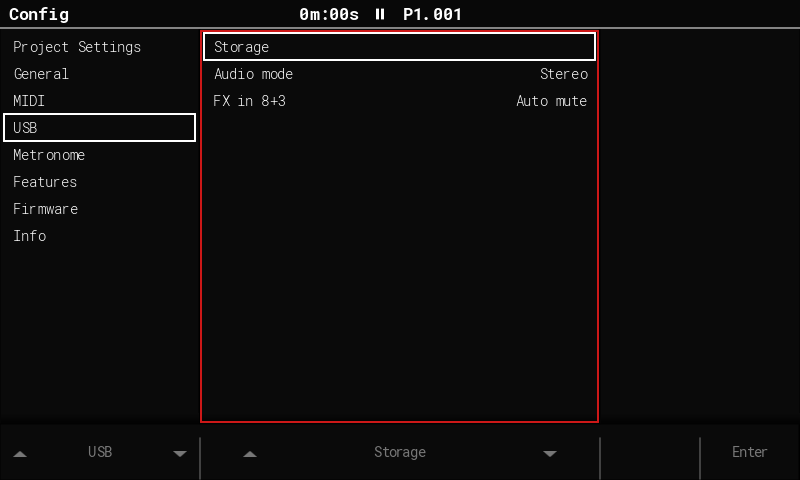 Config 0m:00s P1.001
Project Settings
General
MIDI
USB
Metronome
Features
Firmware
Info
Storage
Audio mode Stereo
FX in 8+3 Auto mute
USB Storage Enter